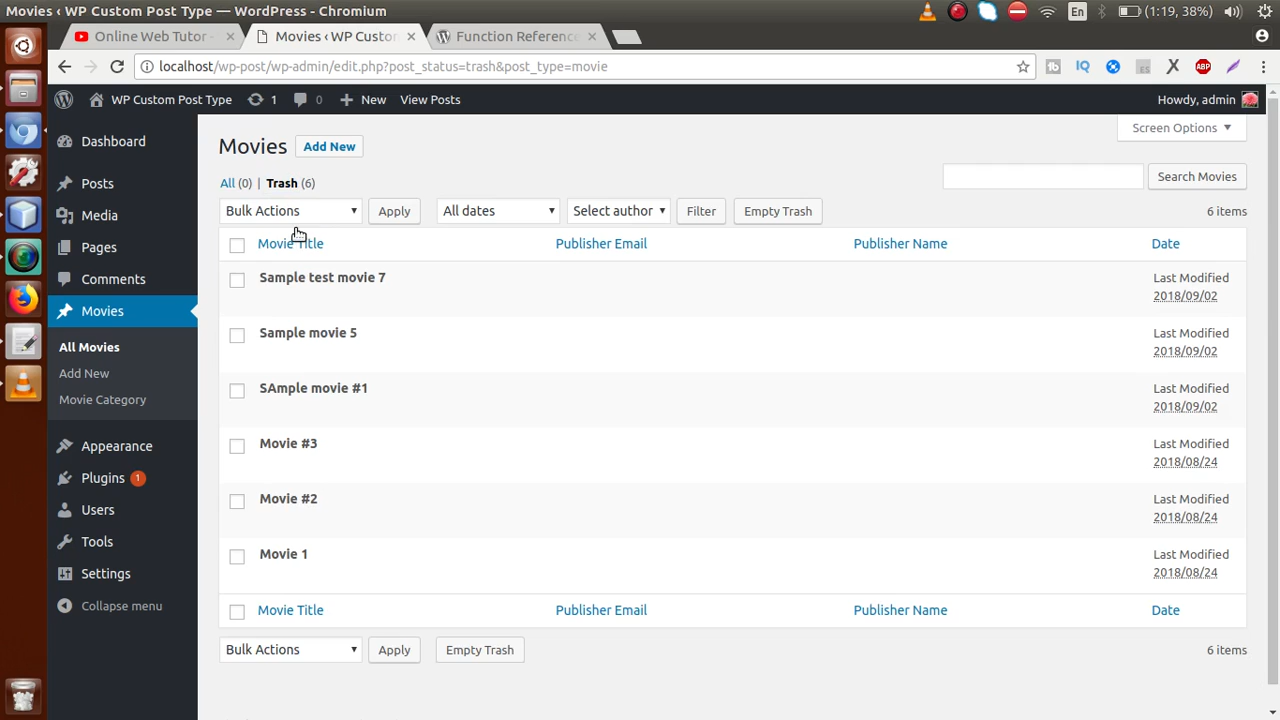 Movies ‹ WP Custom Post Type — WordPress - Chromium
En
(1:19, 38%)
Online Web Tutor -
Movies ‹ WP Custo
Function Reference
localhost/wp-post/wp-admin/edit.php?post_status=trash&post_type=movie
ABP
WP Custom Post Type
1
0
New
View Posts
Howdy, admin
Dashboard
Posts
Media
Pages
Comments
Movies
All Movies
Add New
Movie Category
Appearance
Plugins 1
Users
Tools
Settings
Collapse menu
Screen Options
Movies
Add New
All (0) | Trash (6)
Search Movies
Bulk Actions
Apply
All dates
Select author
Filter
Empty Trash
6 items
Movie Title
Publisher Email
Publisher Name
Date
Sample test movie 7
Last Modified
2018/09/02
Sample movie 5
Last Modified
2018/09/02
SAmple movie #1
Last Modified
2018/09/02
Movie #3
Last Modified
2018/08/24
Movie #2
Last Modified
2018/08/24
Movie 1
Last Modified
2018/08/24
Movie Title
Publisher Email
Publisher Name
Date
Bulk Actions
Apply
Empty Trash
6 items